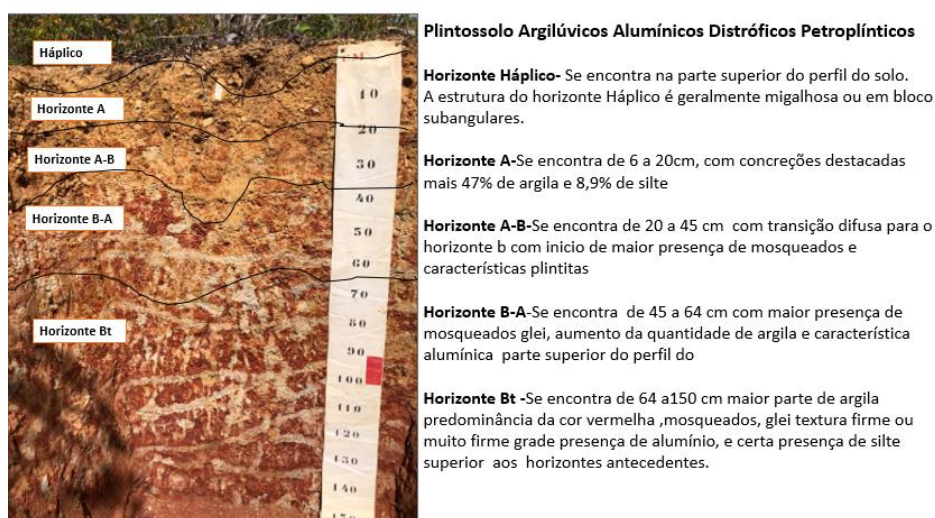 Háplico
Horizonte A
Horizonte A-B
Horizonte B-A
Horizonte Bt
CM
10
20
30
40
50
60
70
80
90
100
110
120
130
140
Plintossolo Argilúvicos Alumínicos Distróficos Petroplínticos
Horizonte Háplico- Se encontra na parte superior do perfil do solo.
A estrutura do horizonte Háplico é geralmente migalhosa ou em bloco
subangulares.
Horizonte A-Se encontra de 6 a 20cm, com concreções destacadas
mais 47% de argila e 8,9% de silte
Horizonte A-B-Se encontra de 20 a 45 cm com transição difusa para o
horizonte b com inicio de maior presença de mosqueados e
características plintitas
Horizonte B-A-Se encontra de 45 a 64 cm com maior presença de
mosqueados glei, aumento da quantidade de argila e característica
alumínica parte superior do perfil do
Horizonte Bt -Se encontra de 64 a150 cm maior parte de argila
predominância da cor vermelha ,mosqueados, glei textura firme ou
muito firme grade presença de alumínio, e certa presença de silte
superior aos horizontes antecedentes.